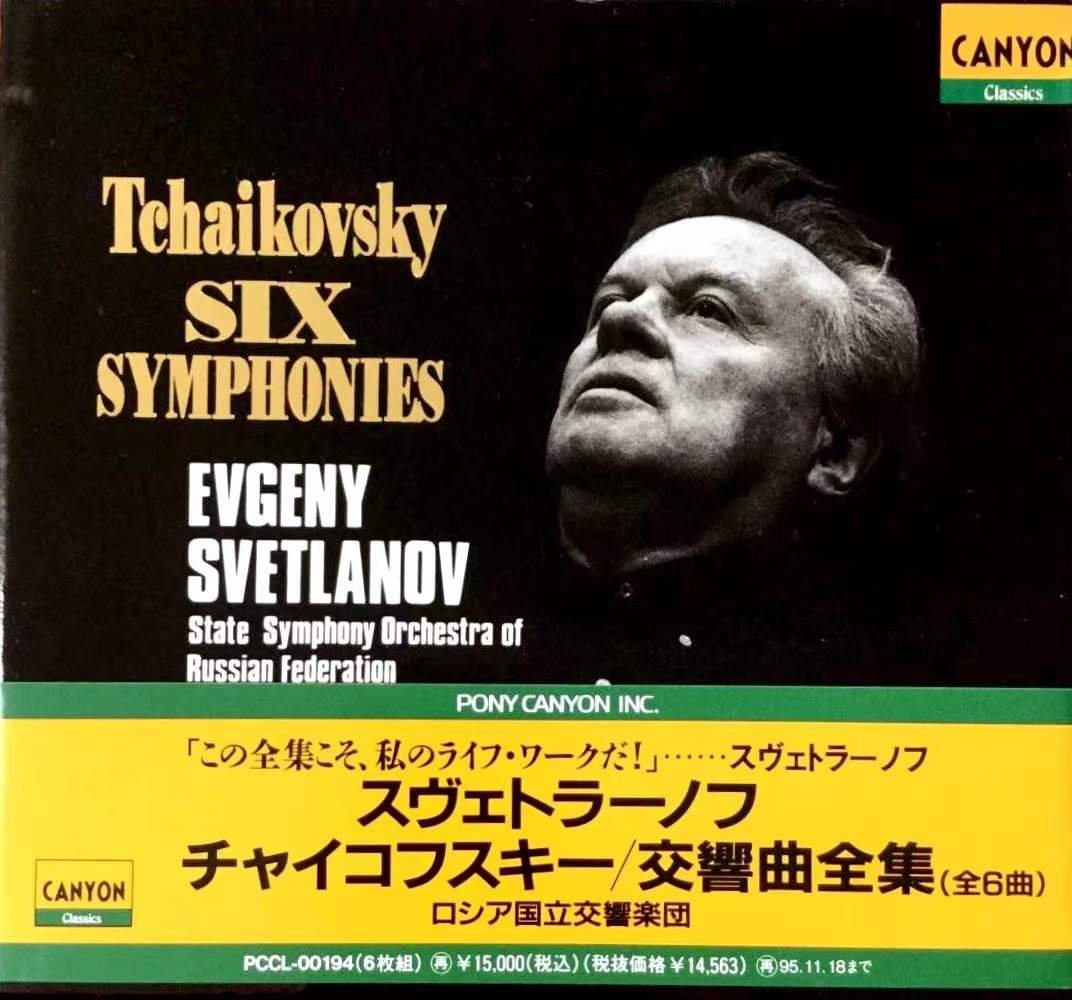 CANYON
Classics
Tchaikovsky
SIX
SYMPHONIES
EVGENY
SVETLANOV
State Symphony Orchestra of
Russian Federation
PONY CANYON INC.
「この全集こそ、私のライフ・ワークだ!」……スヴェトラーノフ
スヴェトラーノフ
チャイコフスキー/交響曲全集(全6曲)
ロシア国立交響楽団
CANYON
Classics
PCCL-00194(6枚組) 再 ¥15,000(税込)(税抜価格¥14,563) 再95.11.18まで